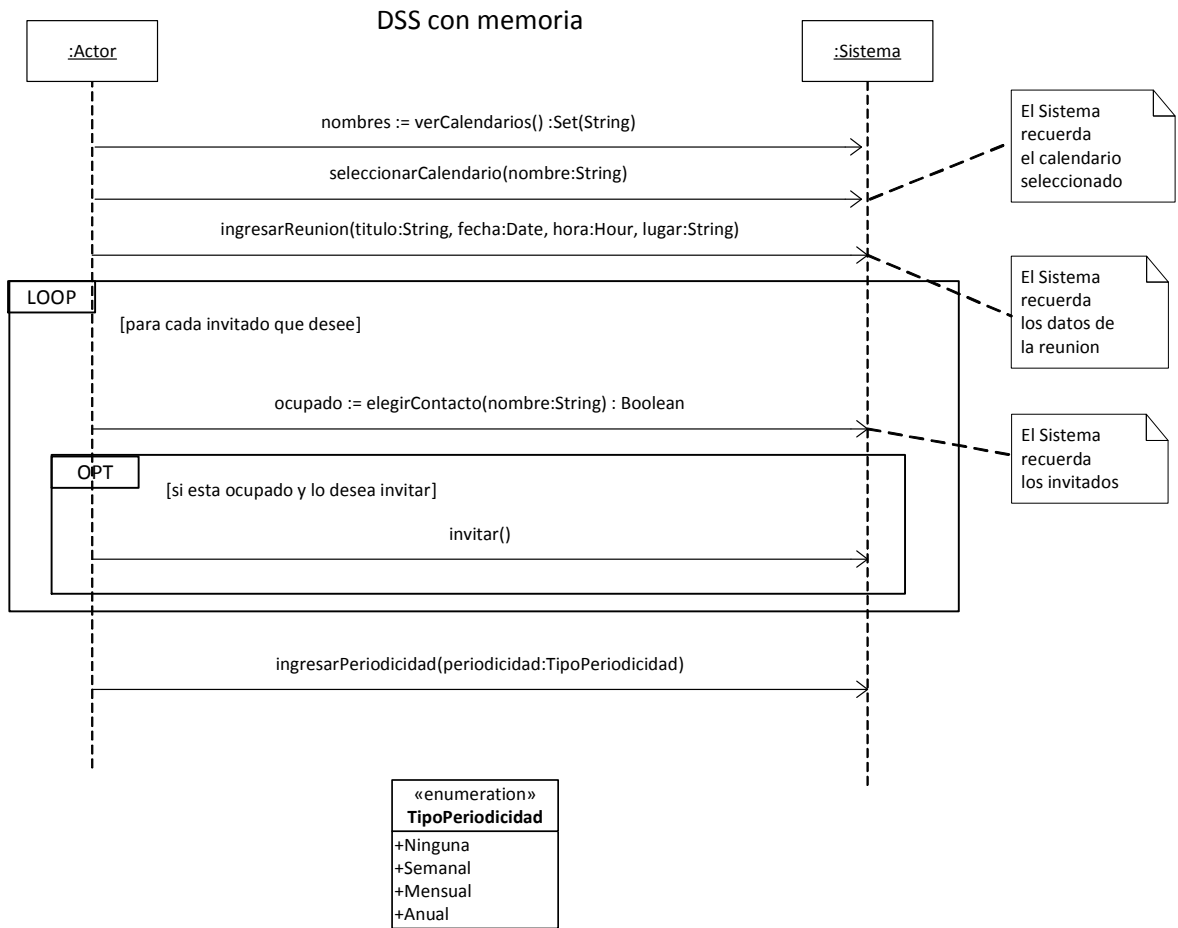 DSS con memoria
:Actor
:Sistema
nombres := verCalendarios() :Set(String)
El Sistema
recuerda
el calendario
seleccionado
seleccionarCalendario(nombre:String)
ingresarReunion(titulo:String, fecha:Date, hora:Hour, lugar:String)
El Sistema
recuerda
los datos de
la reunion
LOOP
[para cada invitado que desee]
ocupado := elegirContacto(nombre:String) : Boolean
El Sistema
recuerda
los invitados
OPT
[si esta ocupado y lo desea invitar]
invitar()
ingresarPeriodicidad(periodicidad:TipoPeriodicidad)
«enumeration»
TipoPeriodicidad
+Ninguna
+Semanal
+Mensual
+Anual